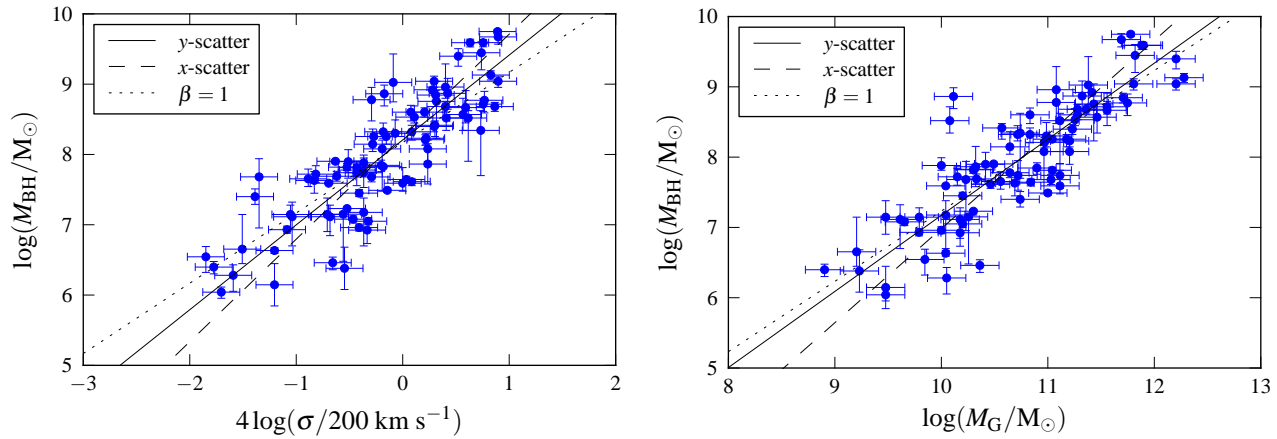 y-scatter
x-scatter
β = 1
log(M_BH/M_⊙)
10
9
8
7
6
5
−3
−2
−1
0
1
2
4 log(σ/200 km s⁻¹)
y-scatter
x-scatter
β = 1
log(M_BH/M_⊙)
10
9
8
7
6
5
8
9
10
11
12
13
log(M_G/M_⊙)